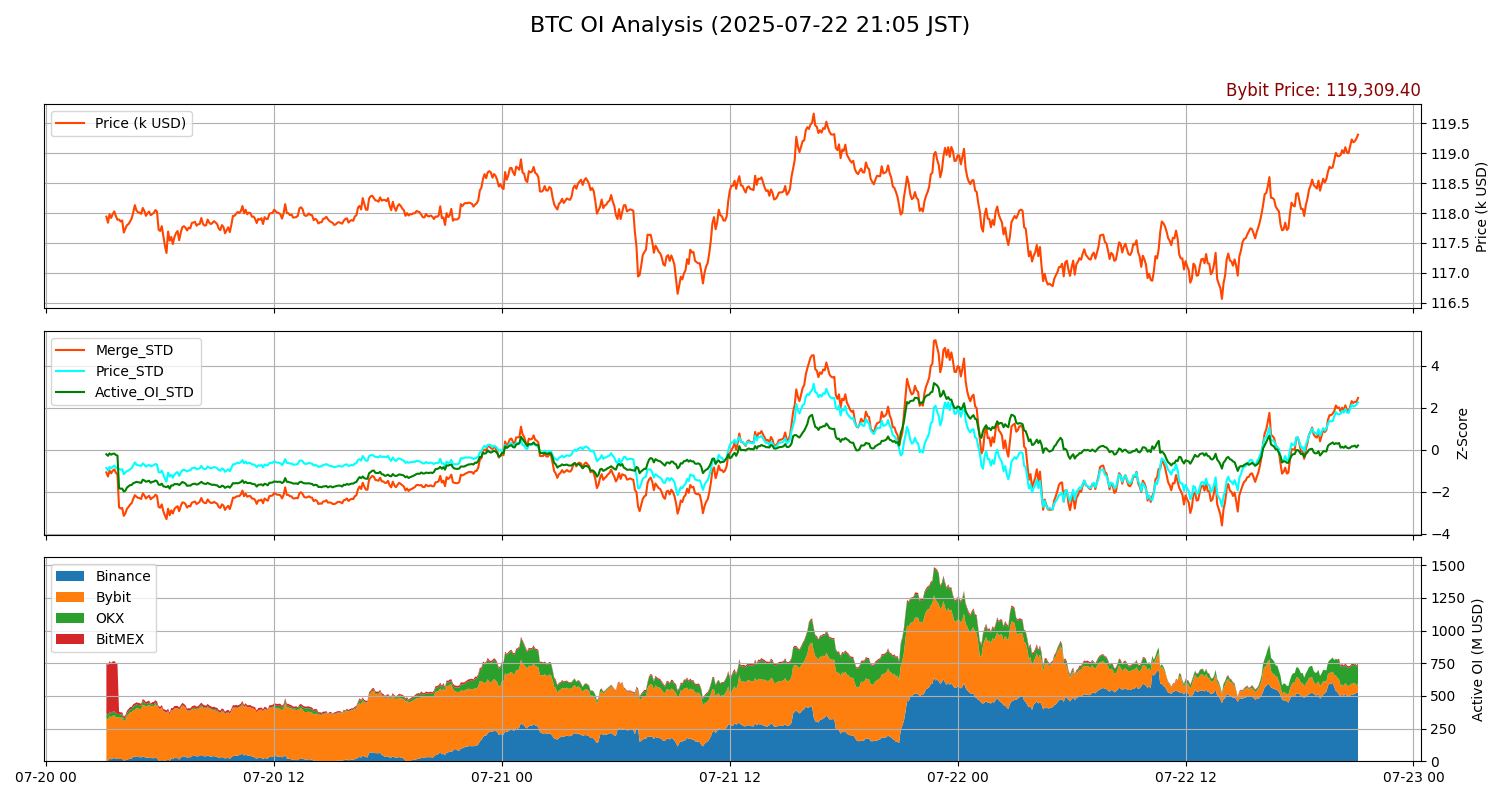 BTC OI Analysis (2025-07-22 21:05 JST)
Bybit Price: 119,309.40
Price (k USD)
119.5
119.0
118.5
118.0
117.5
117.0
116.5
Price (k USD)
Merge_STD
Price_STD
Active_OI_STD
4
2
0
−2
−4
Z-Score
Binance
Bybit
OKX
BitMEX
1500
1250
1000
750
500
250
0
Active OI (M USD)
07-20 00
07-20 12
07-21 00
07-21 12
07-22 00
07-22 12
07-23 00